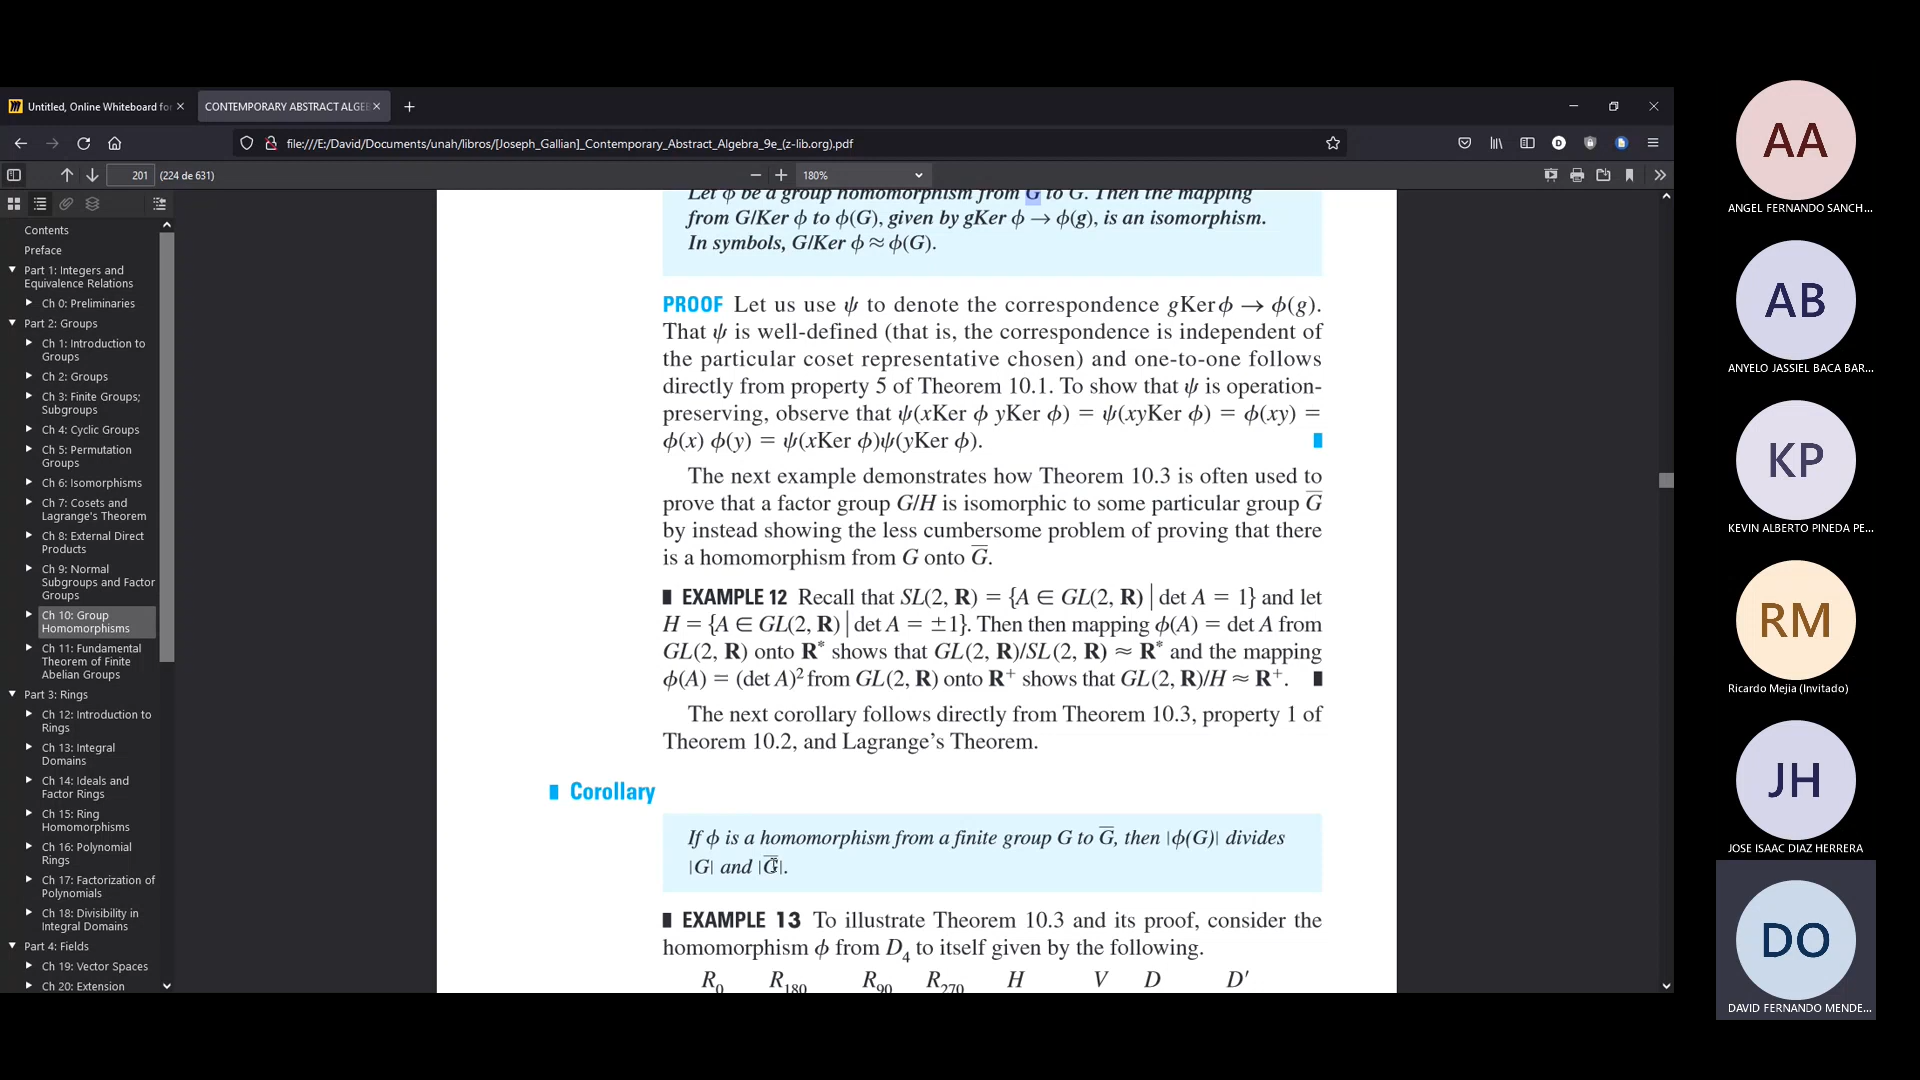 Untitled, Online Whiteboard fo
CONTEMPORARY ABSTRACT ALGE
file:///E:/David/Documents/unah/libros/[Joseph_Gallian]_Contemporary_Abstract_Algebra_9e_(z-lib.org).pdf
201 (224 de 631)
180%
Contents
Preface
Part 1: Integers and
Equivalence Relations
Ch 0: Preliminaries
Part 2: Groups
Ch 1: Introduction to
Groups
Ch 2: Groups
Ch 3: Finite Groups;
Subgroups
Ch 4: Cyclic Groups
Ch 5: Permutation
Groups
Ch 6: Isomorphisms
Ch 7: Cosets and
Lagrange's Theorem
Ch 8: External Direct
Products
Ch 9: Normal
Subgroups and Factor
Groups
Ch 10: Group
Homomorphisms
Ch 11: Fundamental
Theorem of Finite
Abelian Groups
Part 3: Rings
Ch 12: Introduction to
Rings
Ch 13: Integral
Domains
Ch 14: Ideals and
Factor Rings
Ch 15: Ring
Homomorphisms
Ch 16: Polynomial
Rings
Ch 17: Factorization of
Polynomials
Ch 18: Divisibility in
Integral Domains
Part 4: Fields
Ch 19: Vector Spaces
Ch 20: Extension
Let ϕ be a group homomorphism from G to G. Then the mapping
from G/Ker ϕ to ϕ(G), given by gKer ϕ → ϕ(g), is an isomorphism.
In symbols, G/Ker ϕ ≈ ϕ(G).
PROOF Let us use ψ to denote the correspondence gKerϕ → ϕ(g).
That ψ is well-defined (that is, the correspondence is independent of
the particular coset representative chosen) and one-to-one follows
directly from property 5 of Theorem 10.1. To show that ψ is operation-
preserving, observe that ψ(xKer ϕ yKer ϕ) = ψ(xyKer ϕ) = ϕ(xy) =
ϕ(x) ϕ(y) = ψ(xKer ϕ)ψ(yKer ϕ).
The next example demonstrates how Theorem 10.3 is often used to
prove that a factor group G/H is isomorphic to some particular group G̅
by instead showing the less cumbersome problem of proving that there
is a homomorphism from G onto G̅.
EXAMPLE 12 Recall that SL(2, R) = {A ∈ GL(2, R) | det A = 1} and let
H = {A ∈ GL(2, R) | det A = ±1}. Then then mapping ϕ(A) = det A from
GL(2, R) onto R* shows that GL(2, R)/SL(2, R) ≈ R* and the mapping
ϕ(A) = (det A)² from GL(2, R) onto R⁺ shows that GL(2, R)/H ≈ R⁺.
The next corollary follows directly from Theorem 10.3, property 1 of
Theorem 10.2, and Lagrange's Theorem.
Corollary
If ϕ is a homomorphism from a finite group G to G̅, then |ϕ(G)| divides
|G| and |G̅|.
EXAMPLE 13 To illustrate Theorem 10.3 and its proof, consider the
homomorphism ϕ from D₄ to itself given by the following.
R₀ R₁₈₀ R₉₀ R₂₇₀ H V D D′
AA
ANGEL FERNANDO SANCH...
AB
ANYELO JASSIEL BACA BAR...
KP
KEVIN ALBERTO PINEDA PE...
RM
Ricardo Mejia (Invitado)
JH
JOSE ISAAC DIAZ HERRERA
DO
DAVID FERNANDO MENDE...